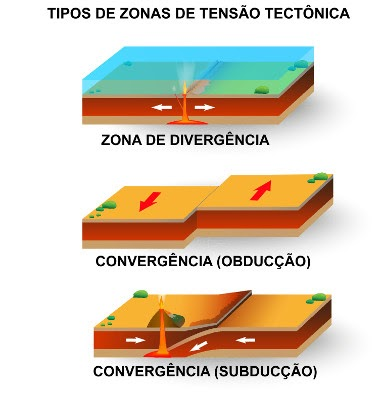 TIPOS DE ZONAS DE TENSÃO TECTÔNICA
ZONA DE DIVERGÊNCIA
CONVERGÊNCIA (OBDUCÇÃO)
CONVERGÊNCIA (SUBDUCÇÃO)